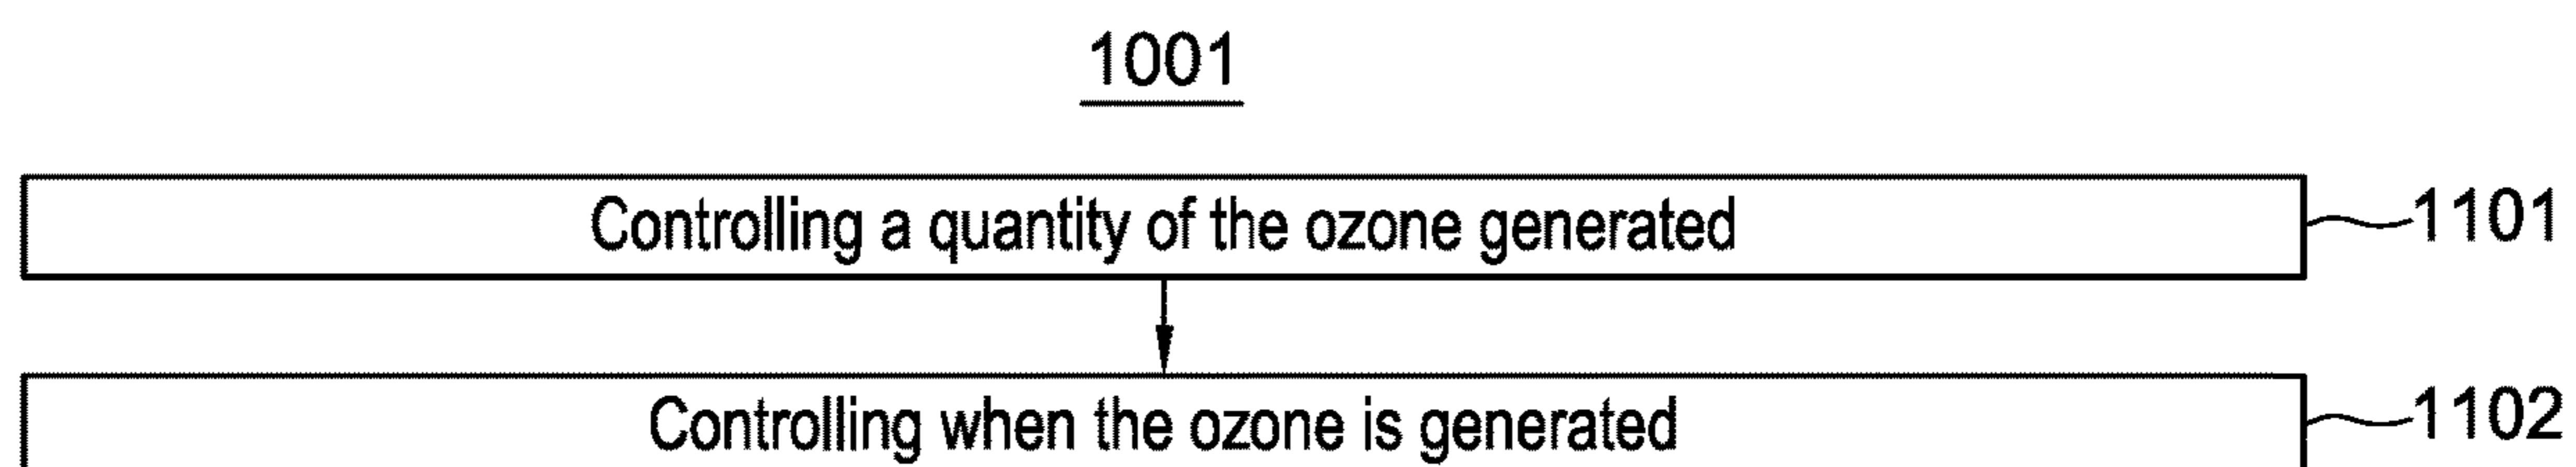 1001
Controlling a quantity of the ozone generated
1101
Controlling when the ozone is generated
1102